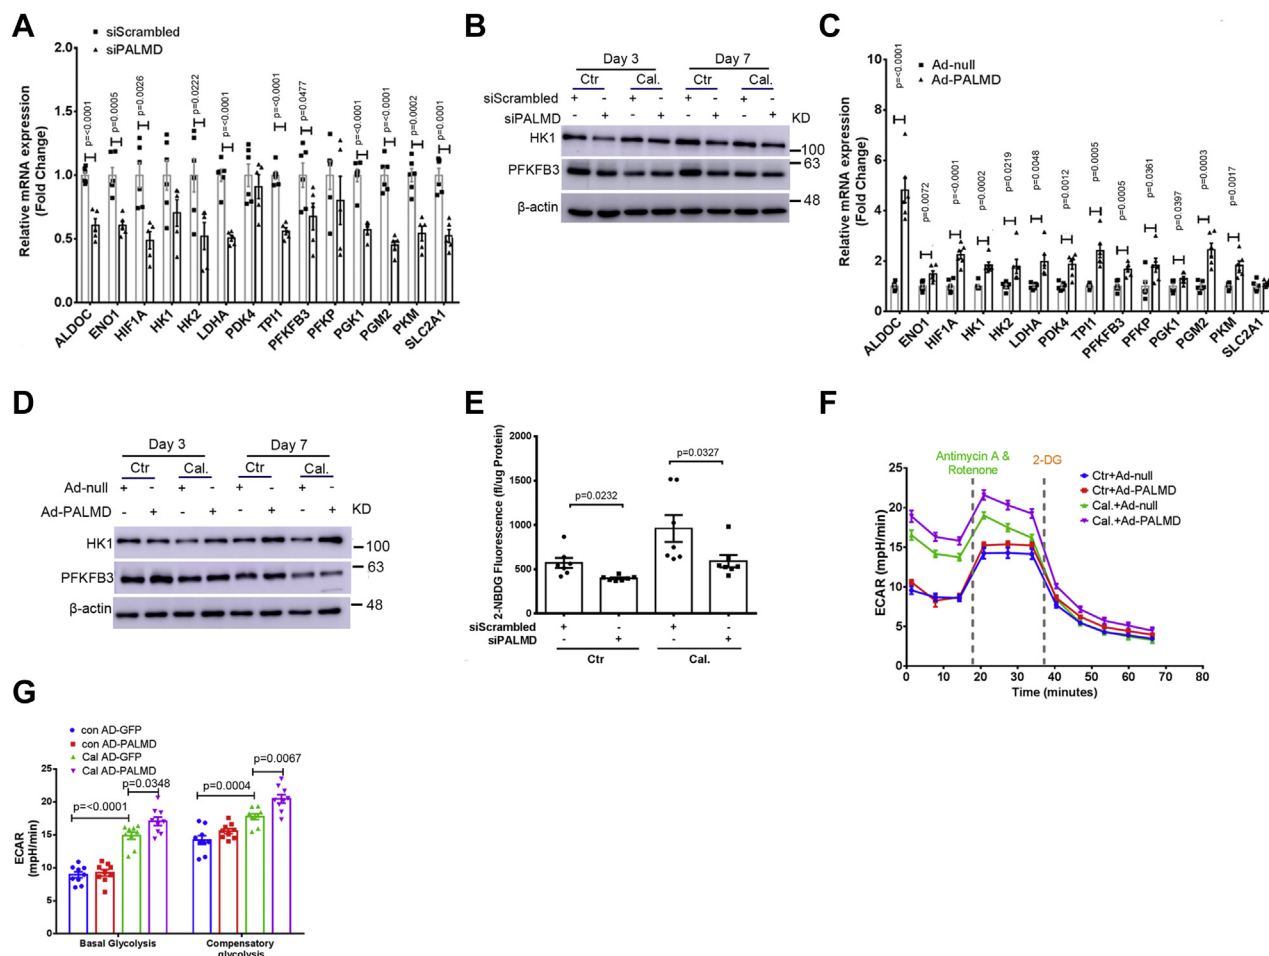 A
siScrambled
siPALMD
Relative mRNA expression
(Fold Change)
2.0
1.5
1.0
0.5
0.0
p=<0.0001
p=0.0005
p=0.0026
p=0.0222
p=<0.0001
p=<0.0001
p=0.0477
p=<0.0001
p=0.0001
p=0.0002
p=<0.0001
ALDOC
ENO1
HIF1A
HK1
HK2
LDHA
PDK4
TPI1
PFKFB3
PFKP
PGK1
PGM2
PKM
SLC2A1
B
Day 3 Day 7
Ctr Cal. Ctr Cal.
siScrambled + - + - + - + -
siPALMD - + - + - + - + KD
HK1
100
63
PFKFB3
48
β-actin
C
Ad-null
Ad-PALMD
Relative mRNA expression
(Fold Change)
10
8
6
4
2
0
p=<0.0001
p=0.0072
p=<0.0001
p=0.0002
p=0.0219
p=0.0048
p=0.0012
p=0.0005
p=0.0005
p=0.0361
p=0.0397
p=0.0003
p=0.0017
ALDOC
ENO1
HIF1A
HK1
HK2
LDHA
PDK4
TPI1
PFKFB3
PFKP
PGK1
PGM2
PKM
SLC2A1
D
Day 3 Day 7
Ctr Cal. Ctr Cal.
Ad-null + - + - + - + -
Ad-PALMD - + - + - + - + KD
HK1
100
63
PFKFB3
48
β-actin
E
2-NBDG Fluorescence (fl/ug Protein)
2000
1500
1000
500
0
p=0.0232
p=0.0327
siScrambled + - + -
siPALMD - + - +
Ctr Cal.
F
Antimycin A &
Rotenone
2-DG
Ctr+Ad-null
Ctr+Ad-PALMD
Cal.+Ad-null
Cal.+Ad-PALMD
ECAR (mpH/min)
25
20
15
10
5
0
0 10 20 30 40 50 60 70 80
Time (minutes)
G
con AD-GFP
con AD-PALMD
Cal AD-GFP
Cal AD-PALMD
ECAR
(mpH/min)
25
20
15
10
5
0
p=<0.0001
p=0.0348
p=0.0004
p=0.0067
Basal Glycolysis
Compensatory
glycolysis